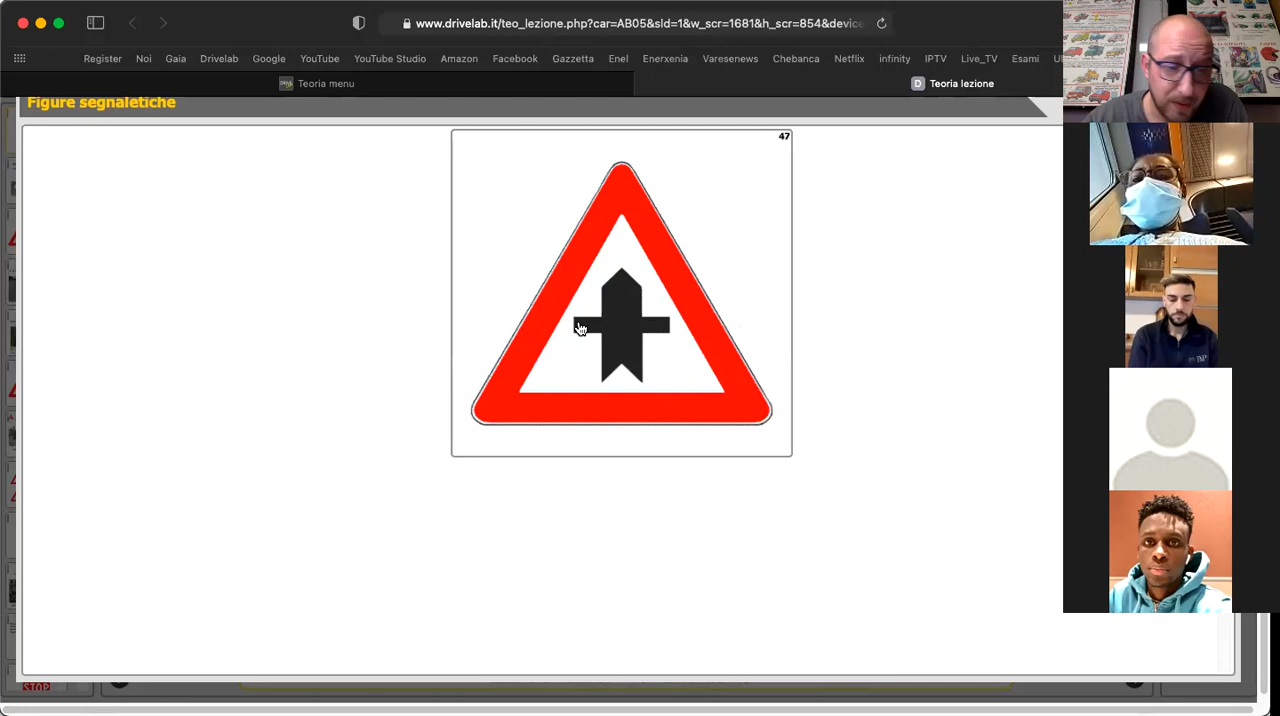 www.drivelab.it/teo_lezione.php?car=AB05&sld=1&w_scr=1681&h_scr=854&device
Register Noi Gaia Drivelab Google YouTube YouTube Studio Amazon Facebook Gazzetta Enel Enerxenia Varesenews Chebanca Netflix infinity IPTV Live_TV Esami
Teoria menu
D Teoria lezione
Figure segnaletiche
47
STOP